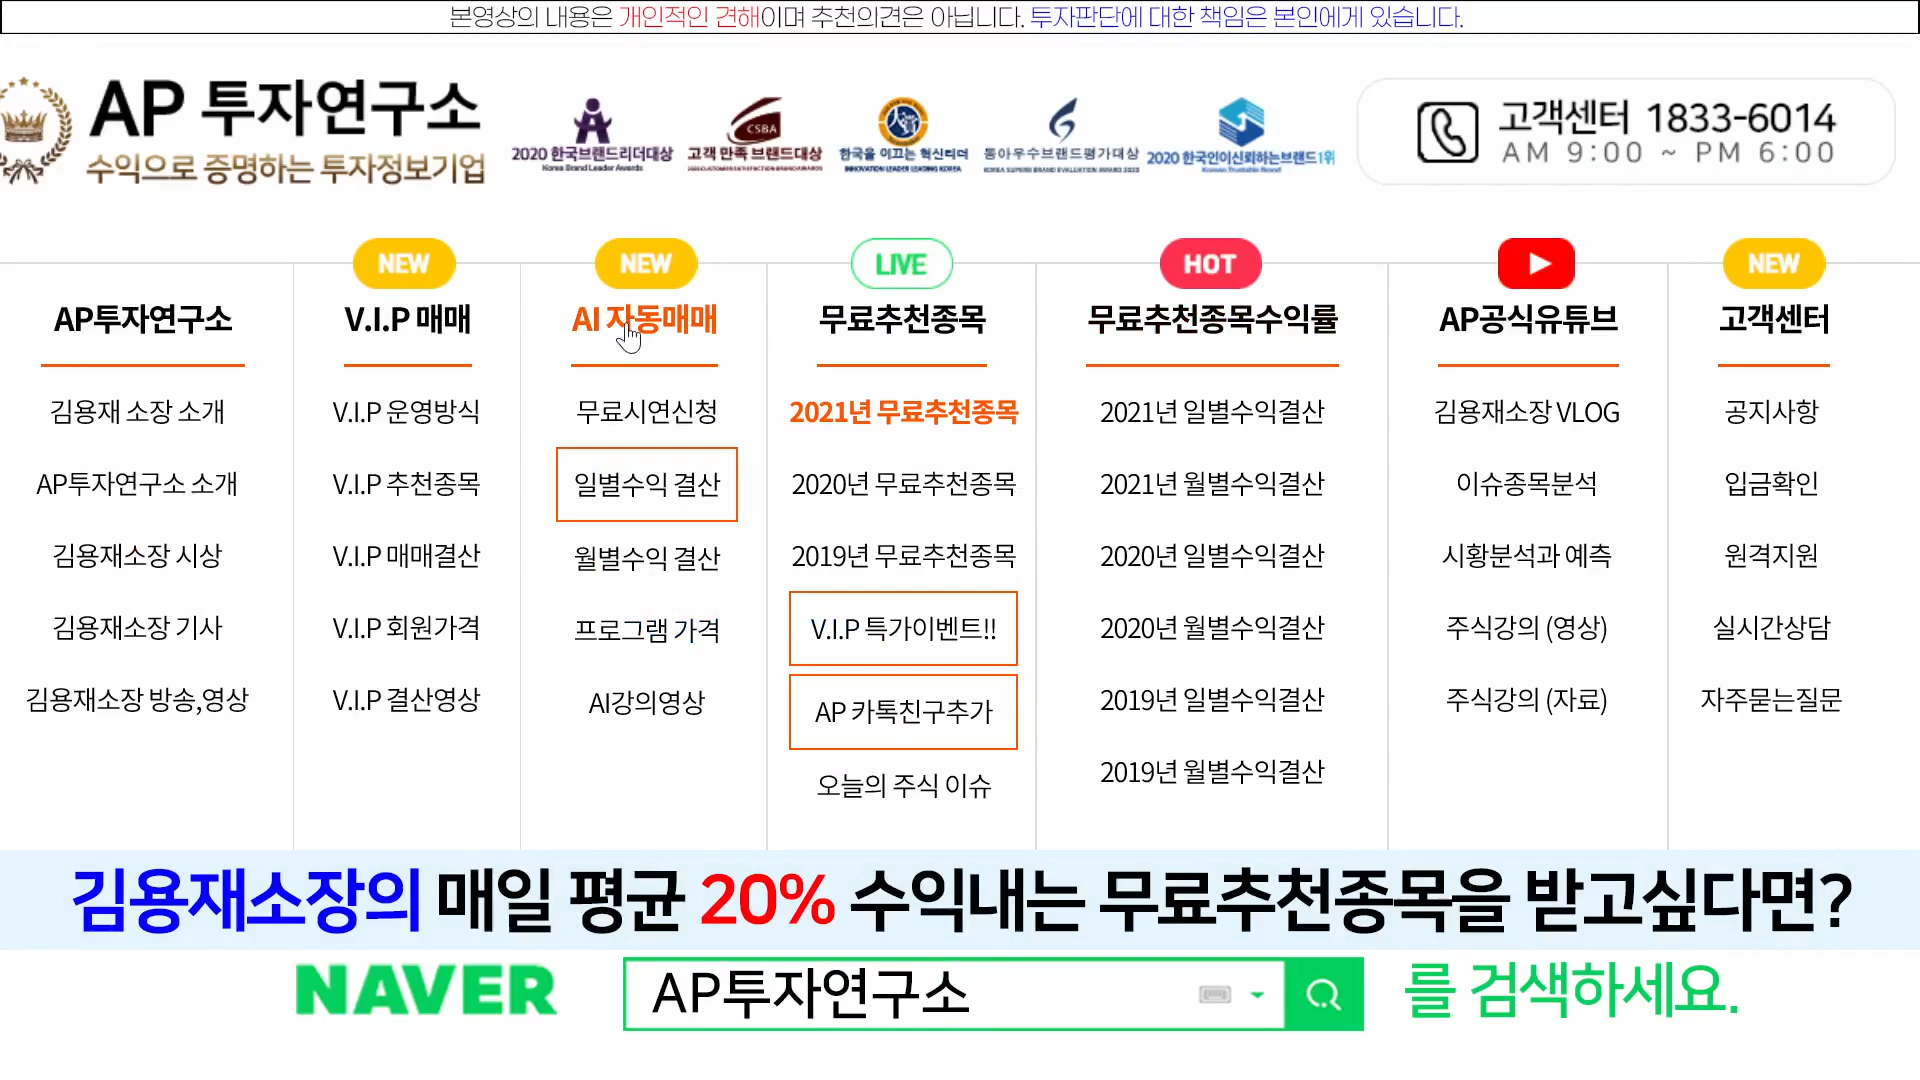 본영상의 내용은 개인적인 견해이며 추천의견은 아닙니다. 투자판단에 대한 책임은 본인에게 있습니다.
AP 투자연구소
수익으로 증명하는 투자정보기업
2020 한국브랜드리더대상
Korea Brand Leader Awards
CSBA
고객 만족 브랜드대상
2020 CUSTOMER SATISFACTION BRAND AWARDS
한국을 이끄는 혁신리더
INNOVATION LEADER LEADING KOREA
동아우수브랜드평가대상
KOREA SUPERB BRAND EVALUATION AWARD 2020
2020 한국인이신뢰하는브랜드1위
Korean Trustable Brand
고객센터 1833-6014
AM 9:00 ~ PM 6:00
NEW
NEW
LIVE
HOT
NEW
AP투자연구소
V.I.P 매매
AI 자동매매
무료추천종목
무료추천종목수익률
AP공식유튜브
고객센터
김용재 소장 소개
V.I.P 운영방식
무료시연신청
2021년 무료추천종목
2021년 일별수익결산
김용재소장 VLOG
공지사항
AP투자연구소 소개
V.I.P 추천종목
일별수익 결산
2020년 무료추천종목
2021년 월별수익결산
이슈종목분석
입금확인
김용재소장 시상
V.I.P 매매결산
월별수익 결산
2019년 무료추천종목
2020년 일별수익결산
시황분석과 예측
원격지원
김용재소장 기사
V.I.P 회원가격
프로그램 가격
V.I.P 특가이벤트!!
2020년 월별수익결산
주식강의 (영상)
실시간상담
김용재소장 방송,영상
V.I.P 결산영상
AI강의영상
AP 카톡친구추가
2019년 일별수익결산
주식강의 (자료)
자주묻는질문
오늘의 주식 이슈
2019년 월별수익결산
김용재소장의 매일 평균 20% 수익내는 무료추천종목을 받고싶다면?
NAVER AP투자연구소 를 검색하세요.